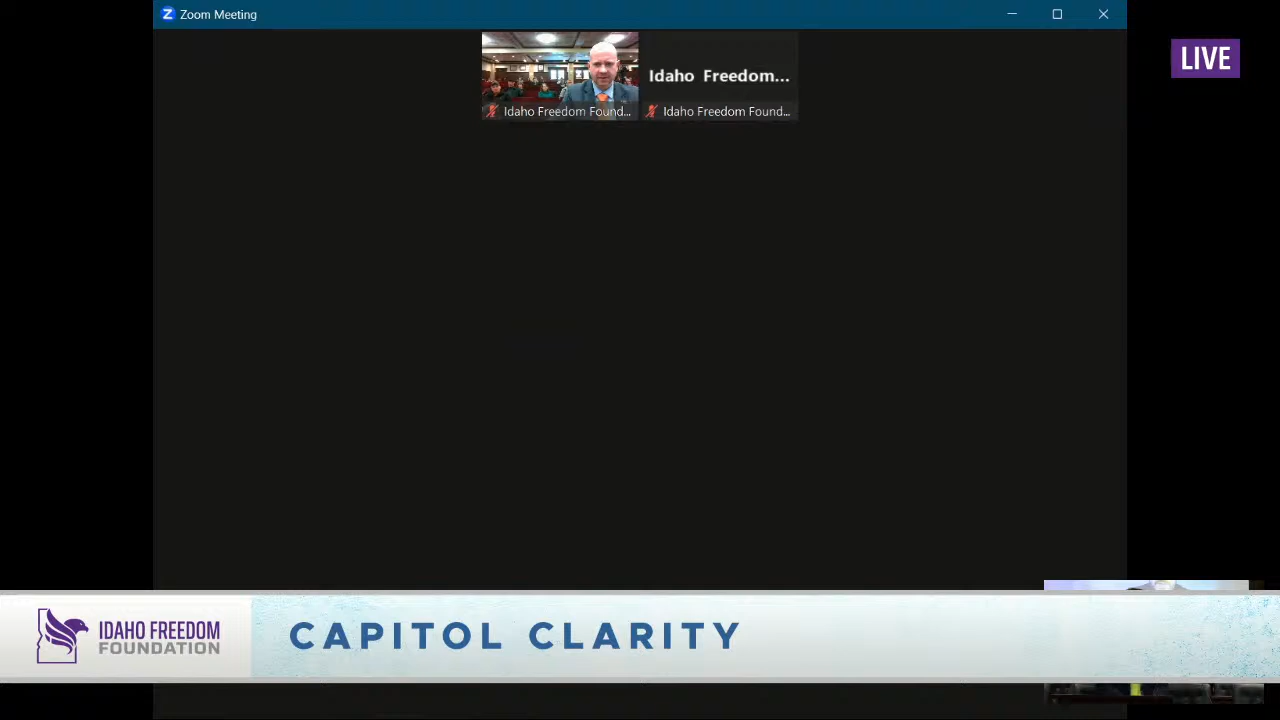 Zoom Meeting
LIVE
Idaho Freedom...
Idaho Freedom Found...
Idaho Freedom Found...
IDAHO FREEDOM
FOUNDATION
CAPITOL CLARITY